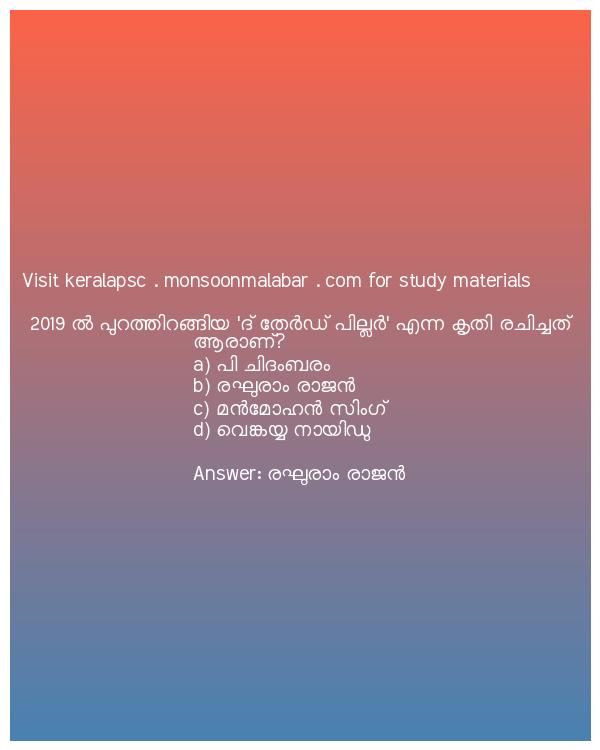 Visit keralapsc . monsoonmalabar . com for study materials
2019 ൽ പുറത്തിറങ്ങിയ 'ദ് തേർഡ് പില്ലർ' എന്ന കൃതി രചിച്ചത്
ആരാണ്?
a) പി ചിദംബരം
b) രഘുരാം രാജൻ
c) മൻമോഹൻ സിംഗ്
d) വെങ്കയ്യ നായിഡു
Answer: രഘുരാം രാജൻ